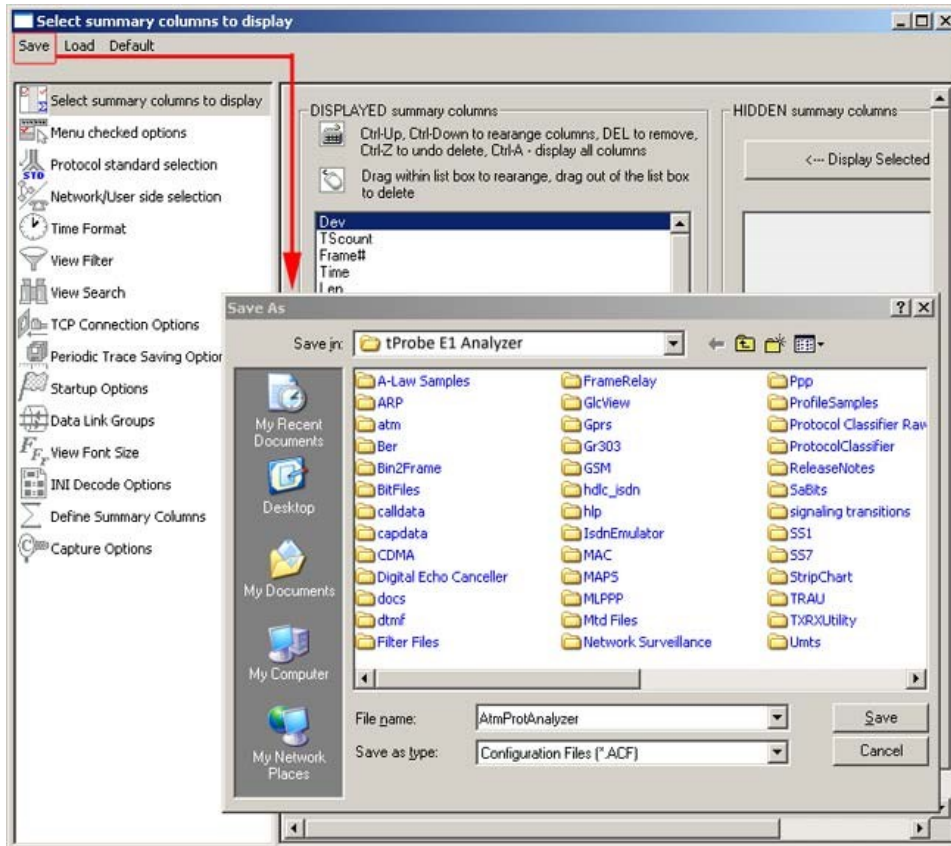 Select summary columns to display
Save Load Default
Select summary columns to display
Menu checked options
STD
Protocol standard selection
Network/User side selection
Time Format
View Filter
View Search
TCP Connection Options
Periodic Trace Saving Option
Startup Options
Data Link Groups
View Font Size
INI Decode Options
Define Summary Columns
Capture Options
DISPLAYED summary columns
Ctrl-Up, Ctrl-Down to rearange columns, DEL to remove,
Ctrl-Z to undo delete, Ctrl-A - display all columns
Drag within list box to rearange, drag out of the list box
to delete
Dev
TScount
Frame#
Time
Len
HIDDEN summary columns
<--- Display Selected
Save As
Save in: tProbe E1 Analyzer
My Recent
Documents
Desktop
My Documents
My Computer
My Network
Places
A-Law Samples
ARP
atm
Ber
Bin2Frame
BitFiles
calldata
capdata
CDMA
Digital Echo Canceller
docs
dtmf
Filter Files
FrameRelay
GlcView
Gprs
Gr303
GSM
hdlc_isdn
hlp
IsdnEmulator
MAC
MAPS
MLPPP
Mtd Files
Network Surveillance
Ppp
ProfileSamples
Protocol Classifier Raw
ProtocolClassifier
ReleaseNotes
SaBits
signaling transitions
SS1
SS7
StripChart
TRAU
TXRXUtility
Umts
File name: AtmProtAnalyzer Save
Save as type: Configuration Files (*.ACF) Cancel